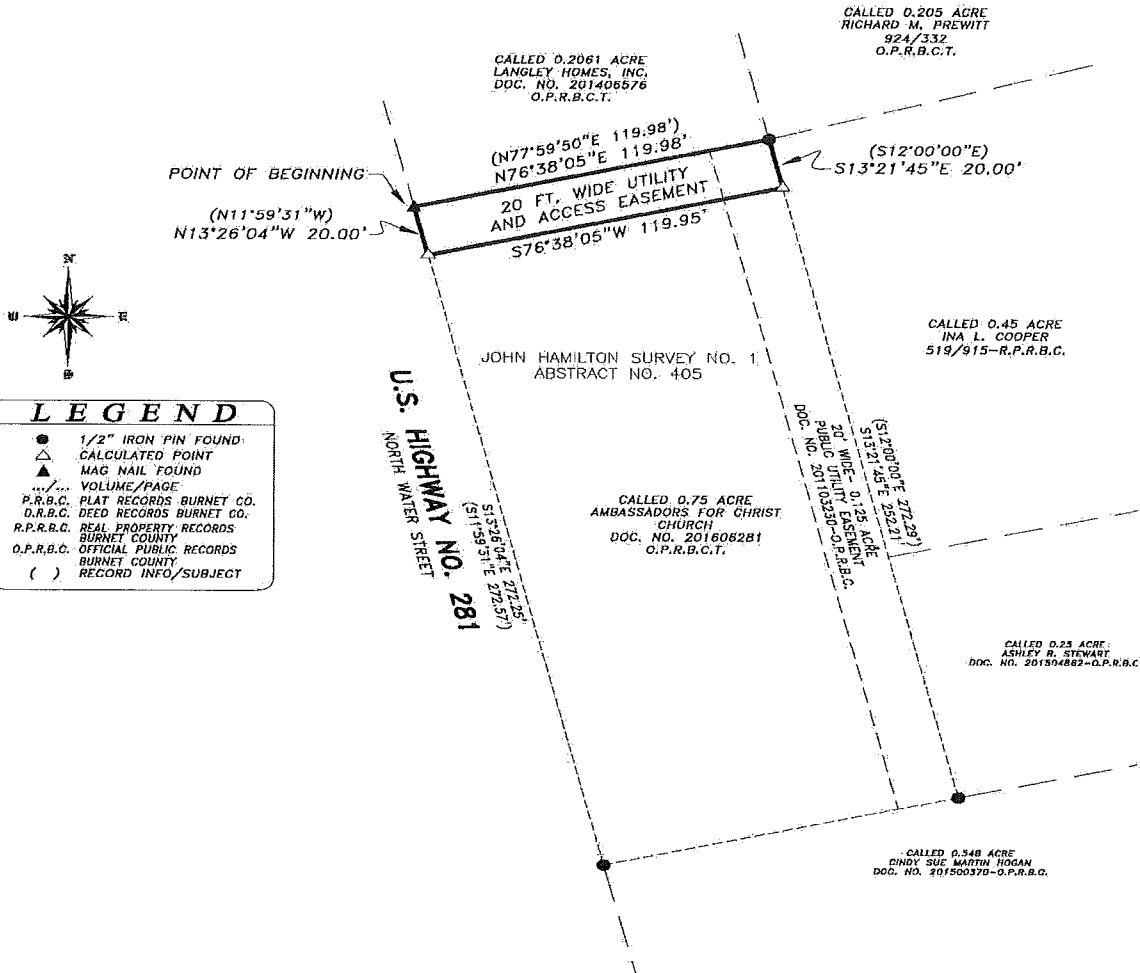 CALLED 0.205 ACRE
RICHARD M. PREWITT
924/332
O.P.R.B.C.T.
CALLED 0.2061 ACRE
LANGLEY HOMES, INC.
DOC. NO. 201406576
O.P.R.B.C.T.
(N77°59'50"E 119.98')
N76°38'05"E 119.98'
20 FT. WIDE UTILITY
AND ACCESS EASEMENT
S76°38'05"W 119.95'
(S12°00'00"E)
S13°21'45"E 20.00'
POINT OF BEGINNING
(N11°59'31"W)
N13°26'04"W 20.00'
N
E
S
LEGEND
1/2" IRON PIN FOUND
CALCULATED POINT
MAG NAIL FOUND
.../... VOLUME/PAGE
P.R.B.C. PLAT RECORDS BURNET CO.
D.R.B.C. DEED RECORDS BURNET CO.
R.P.R.B.C. REAL PROPERTY RECORDS
BURNET COUNTY
O.P.R.B.C. OFFICIAL PUBLIC RECORDS
BURNET COUNTY
( ) RECORD INFO/SUBJECT
JOHN HAMILTON SURVEY NO. 1
ABSTRACT NO. 405
U.S. HIGHWAY NO. 281
NORTH WATER STREET
S13°26'04"E 272.25'
(S11°59'31"E 272.57')
CALLED 0.75 ACRE
AMBASSADORS FOR CHRIST
CHURCH
DOC. NO. 201606281
O.P.R.B.C.T.
CALLED 0.45 ACRE
INA L. COOPER
519/915-R.P.R.B.C.
(S12°00'00"E 272.29')
S13°21'45"E 252.21'
20' WIDE- 0.125 ACRE
PUBLIC UTILITY EASEMENT
DOC. NO. 201103230-O.P.R.B.C.
CALLED 0.25 ACRE
ASHLEY R. STEWART
DOC. NO. 201504882-O.P.R.B.C
CALLED 0.548 ACRE
CINDY SUE MARTIN HOGAN
DOC. NO. 201500370-O.P.R.B.C.